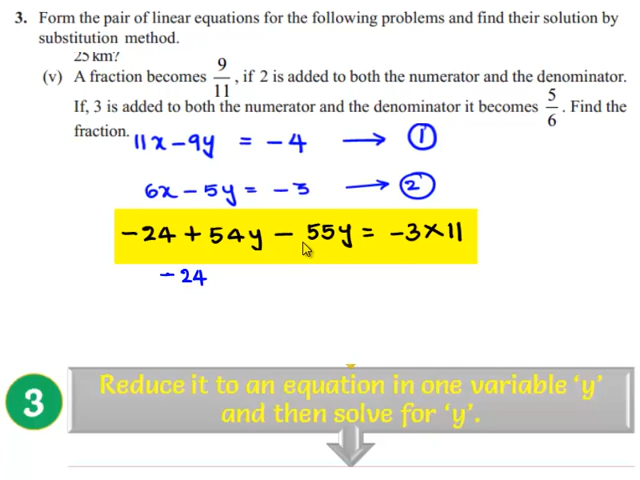 3. Form the pair of linear equations for the following problems and find their solution by
substitution method.
25 km?
(v) A fraction becomes 9/11, if 2 is added to both the numerator and the denominator.
If, 3 is added to both the numerator and the denominator it becomes 5/6. Find the
fraction.
11x - 9y = -4 → ①
6x - 5y = -3 → ②
-24 + 54y - 55y = -3 × 11
-24
3
Reduce it to an equation in one variable ‘y’
and then solve for ‘y’.